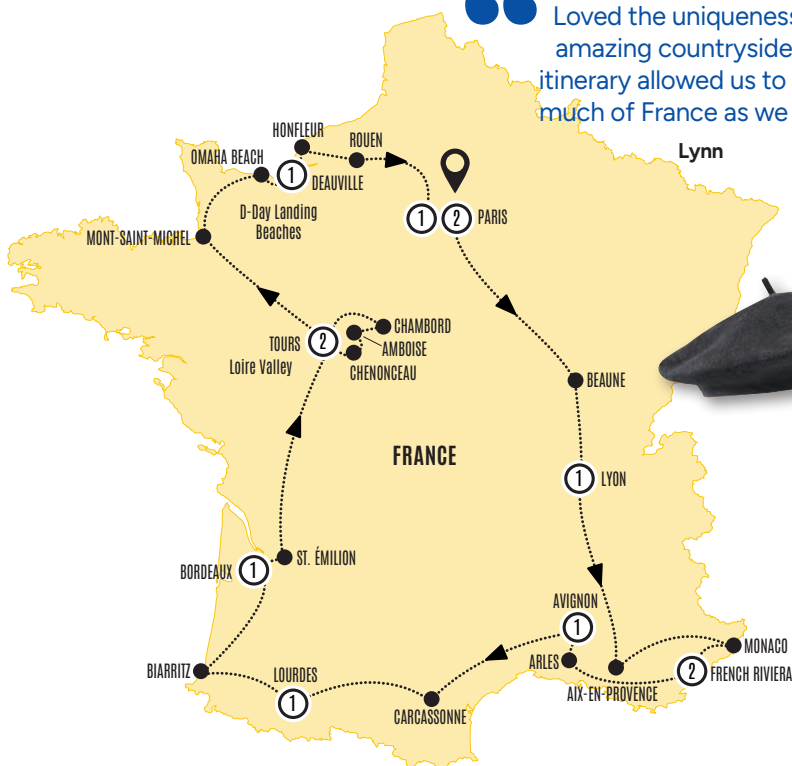 Loved the uniqueness
amazing countryside
itinerary allowed us to
much of France as we
Lynn
HONFLEUR
ROUEN
OMAHA BEACH
1
DEAUVILLE
D-Day Landing
Beaches
1
2
PARIS
MONT-SAINT-MICHEL
CHAMBORD
TOURS
2
AMBOISE
Loire Valley
CHENONCEAU
BEAUNE
FRANCE
1
LYON
ST. ÉMILION
BORDEAUX
1
AVIGNON
1
MONACO
BIARRITZ
LOURDES
ARLES
2
FRENCH RIVIERA
1
AIX-EN-PROVENCE
CARCASSONNE